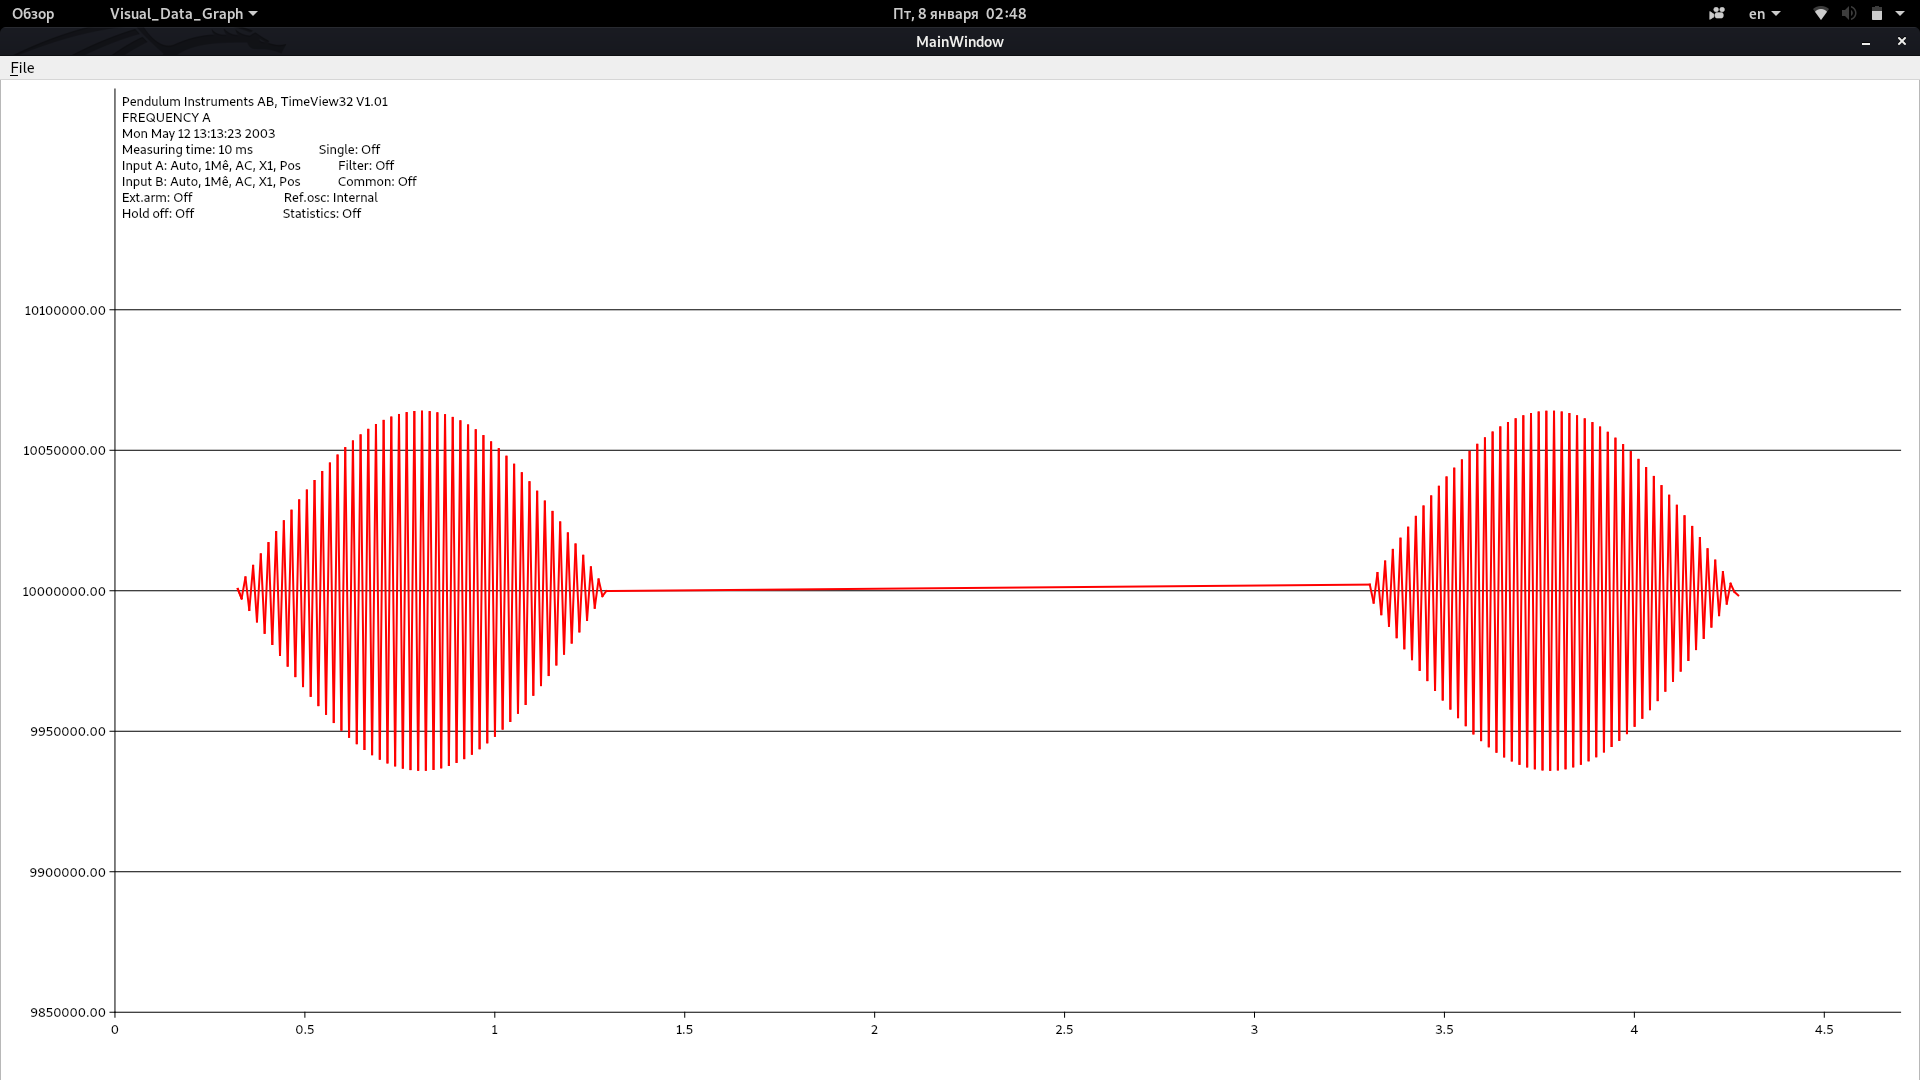 Обзор Visual_Data_Graph Пт, 8 января 02:48 en
MainWindow
File
Pendulum Instruments AB, TimeView32 V1.01
FREQUENCY A
Mon May 12 13:13:23 2003
Measuring time: 10 ms Single: Off
Input A: Auto, 1Mê, AC, X1, Pos Filter: Off
Input B: Auto, 1Mê, AC, X1, Pos Common: Off
Ext.arm: Off Ref.osc: Internal
Hold off: Off Statistics: Off
10100000.00
10050000.00
10000000.00
9950000.00
9900000.00
9850000.00
0 0.5 1 1.5 2 2.5 3 3.5 4 4.5